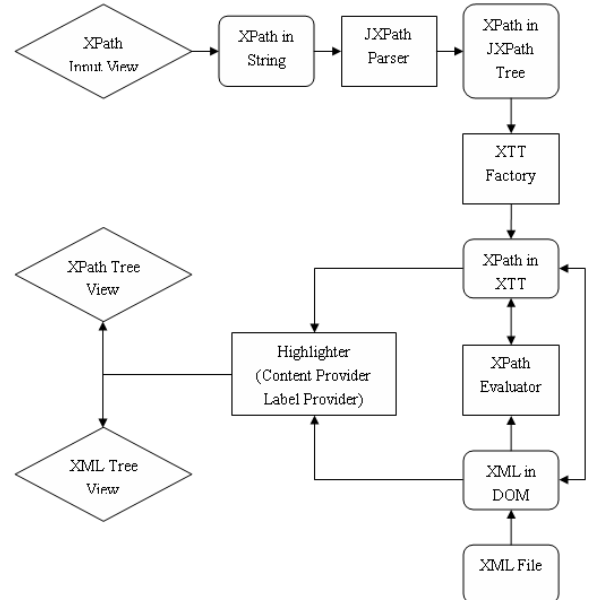 XPath
Input View
XPath in
String
JXPath
Parser
XPath in
JXPath
Tree
XTT
Factory
XPath Tree
View
XPath in
XTT
Highlighter
(Content Provider
Label Provider)
XPath
Evaluator
XML Tree
View
XML in
DOM
XML File